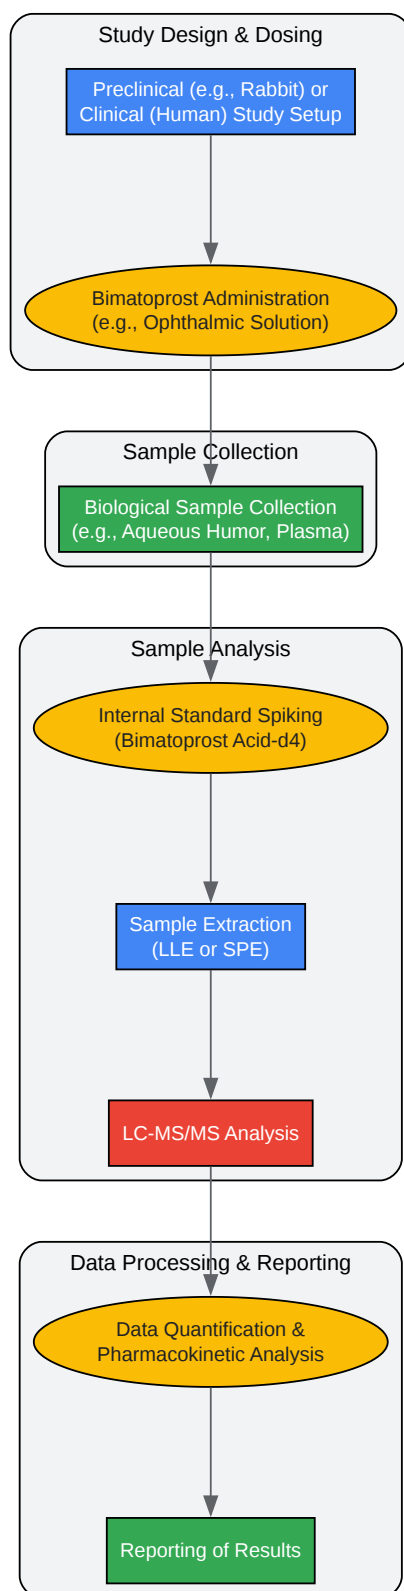 Study Design & Dosing
Preclinical (e.g., Rabbit) or
Clinical (Human) Study Setup
Bimatoprost Administration
(e.g., Ophthalmic Solution)
Sample Collection
Biological Sample Collection
(e.g., Aqueous Humor, Plasma)
Sample Analysis
Internal Standard Spiking
(Bimatoprost Acid-d4)
Sample Extraction
(LLE or SPE)
LC-MS/MS Analysis
Data Processing & Reporting
Data Quantification &
Pharmacokinetic Analysis
Reporting of Results